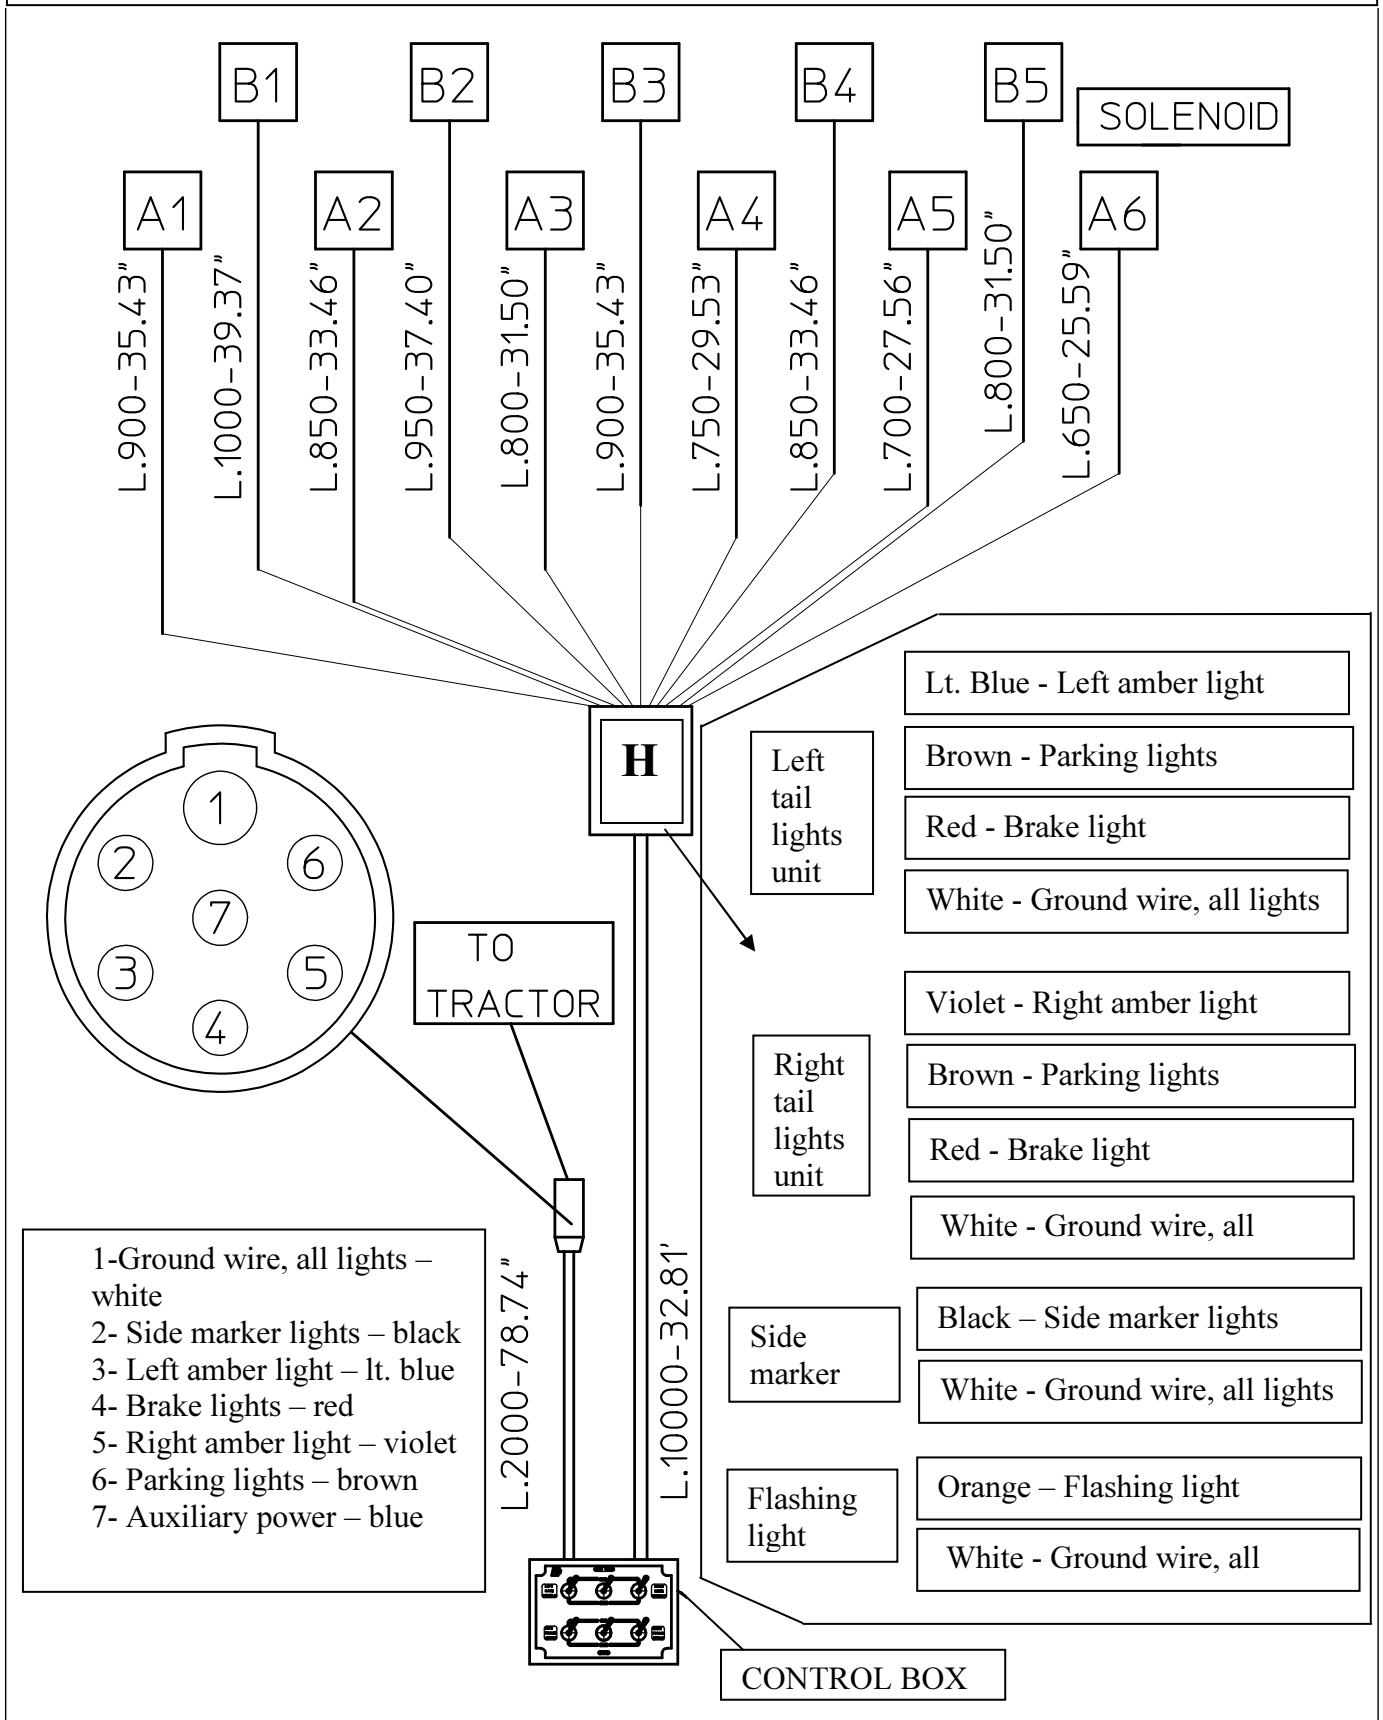 B1
B2
B3
B4
B5
SOLENOID
A1
A2
A3
A4
A5
A6
L.900-35.43"
L.1000-39.37"
L.850-33.46"
L.950-37.40"
L.800-31.50"
L.900-35.43"
L.750-29.53"
L.850-33.46"
L.700-27.56"
L.800-31.50"
L.650-25.59"
H
1
2
6
7
3
5
4
TO
TRACTOR
Left
tail
lights
unit
Lt. Blue - Left amber light
Brown - Parking lights
Red - Brake light
White - Ground wire, all lights
Right
tail
lights
unit
Violet - Right amber light
Brown - Parking lights
Red - Brake light
White - Ground wire, all
Side
marker
Black – Side marker lights
White - Ground wire, all lights
Flashing
light
Orange – Flashing light
White - Ground wire, all
1-Ground wire, all lights –
white
2- Side marker lights – black
3- Left amber light – lt. blue
4- Brake lights – red
5- Right amber light – violet
6- Parking lights – brown
7- Auxiliary power – blue
L.2000-78.74"
L.10000-32.81'
CONTROL BOX